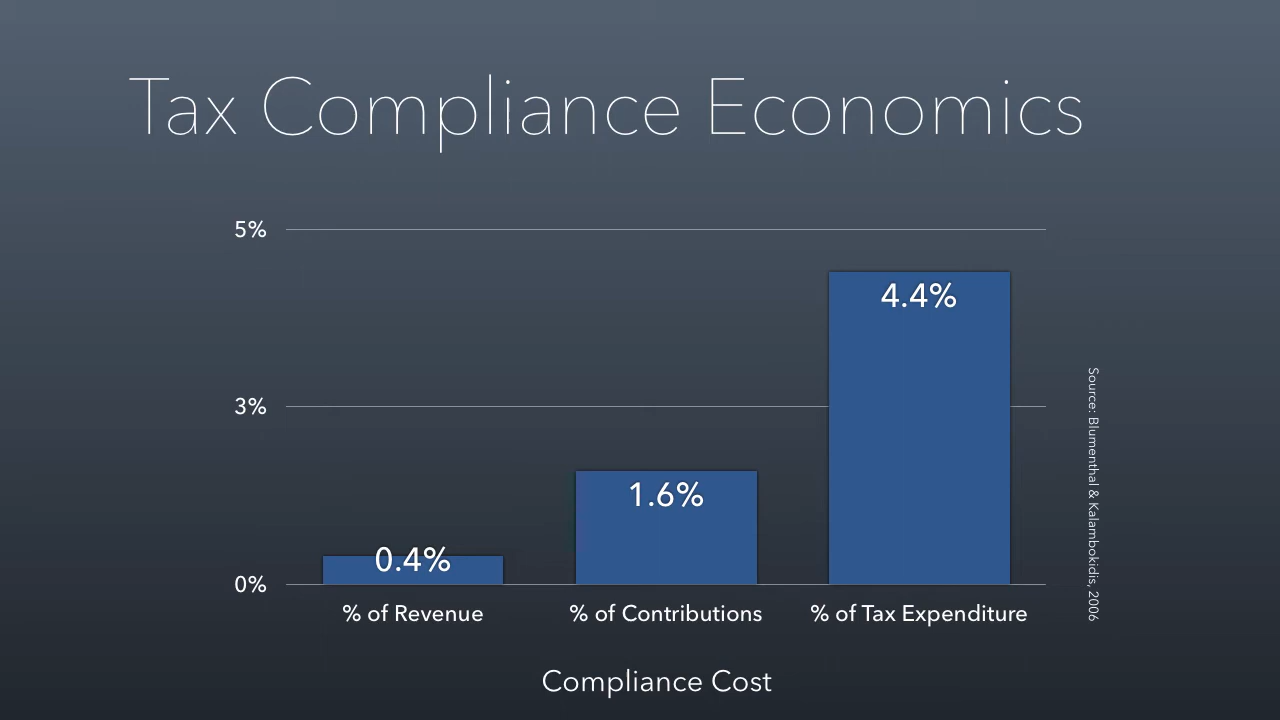 Tax Compliance Economics
5%
3%
0%
0.4%
1.6%
4.4%
% of Revenue
% of Contributions
% of Tax Expenditure
Compliance Cost
Source: Blumenthal & Kalambokidis, 2006